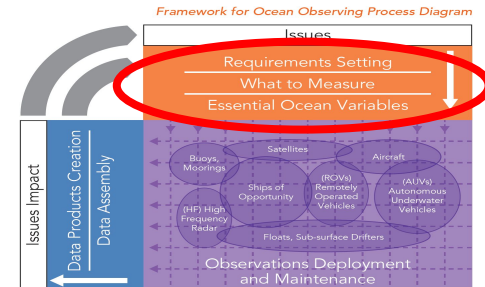 Framework for Ocean Observing Process Diagram
Issues
Requirements Setting
What to Measure
Essential Ocean Variables
Issues Impact
Data Products Creation
Data Assembly
Satellites
Buoys,
Moorings
Aircraft
Ships of
Opportunity
(ROVs)
Remotely
Operated
Vehicles
(AUVs)
Autonomous
Underwater
Vehicles
(HF) High
Frequency
Radar
Floats, Sub-surface Drifters
Observations Deployment
and Maintenance